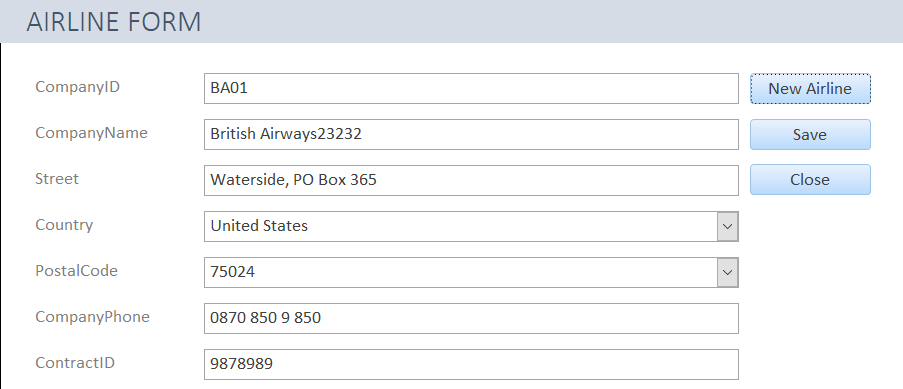 AIRLINE FORM
CompanyID BA01 New Airline
CompanyName British Airways23232 Save
Street Waterside, PO Box 365 Close
Country United States
PostalCode 75024
CompanyPhone 0870 850 9 850
ContractID 9878989